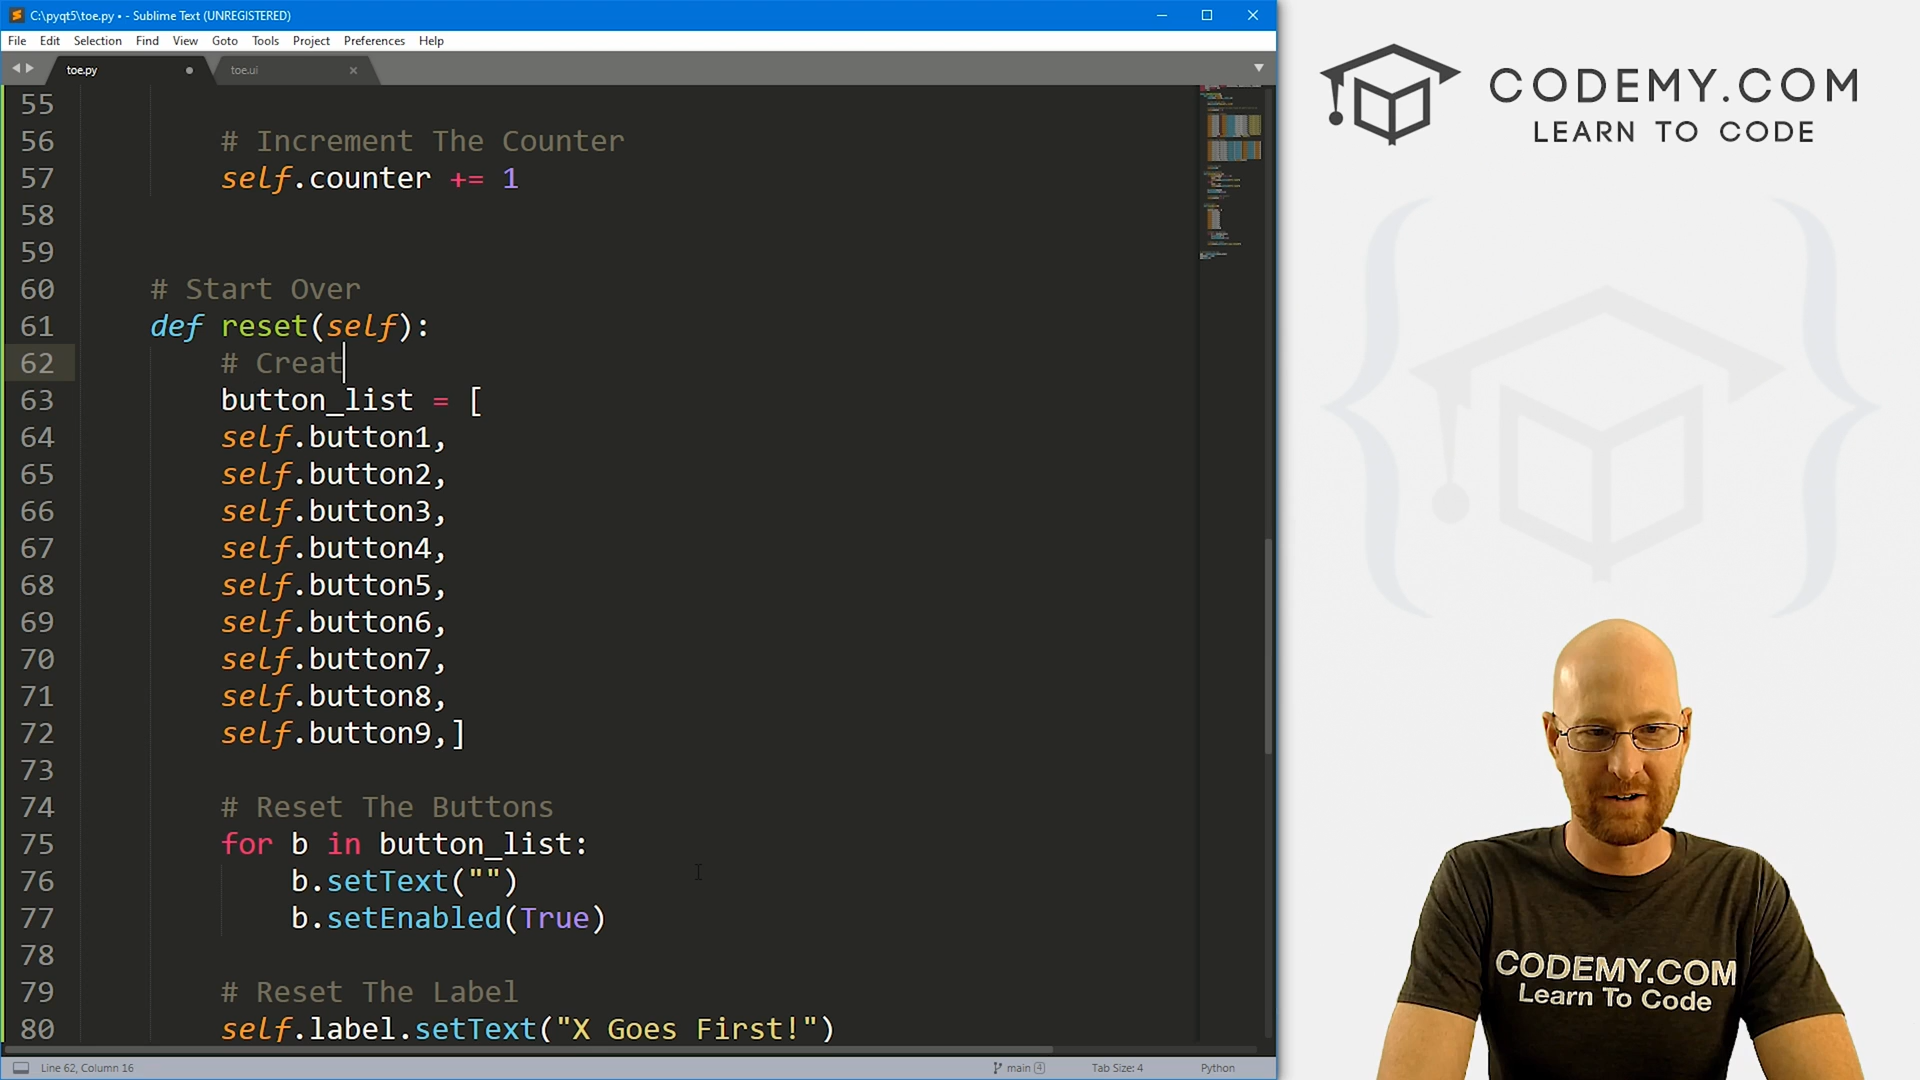 C:\pyqt5\toe.py • - Sublime Text (UNREGISTERED)
File Edit Selection Find View Goto Tools Project Preferences Help
toe.py toe.ui
55
56 # Increment The Counter
57 self.counter += 1
58
59
60 # Start Over
61 def reset(self):
62 # Creat
63 button_list = [
64 self.button1,
65 self.button2,
66 self.button3,
67 self.button4,
68 self.button5,
69 self.button6,
70 self.button7,
71 self.button8,
72 self.button9,]
73
74 # Reset The Buttons
75 for b in button_list:
76 b.setText("")
77 b.setEnabled(True)
78
79 # Reset The Label
80 self.label.setText("X Goes First!")
Line 62, Column 16 main 4 Tab Size: 4 Python
CODEMY.COM
LEARN TO CODE
CODEMY.COM
Learn To Code